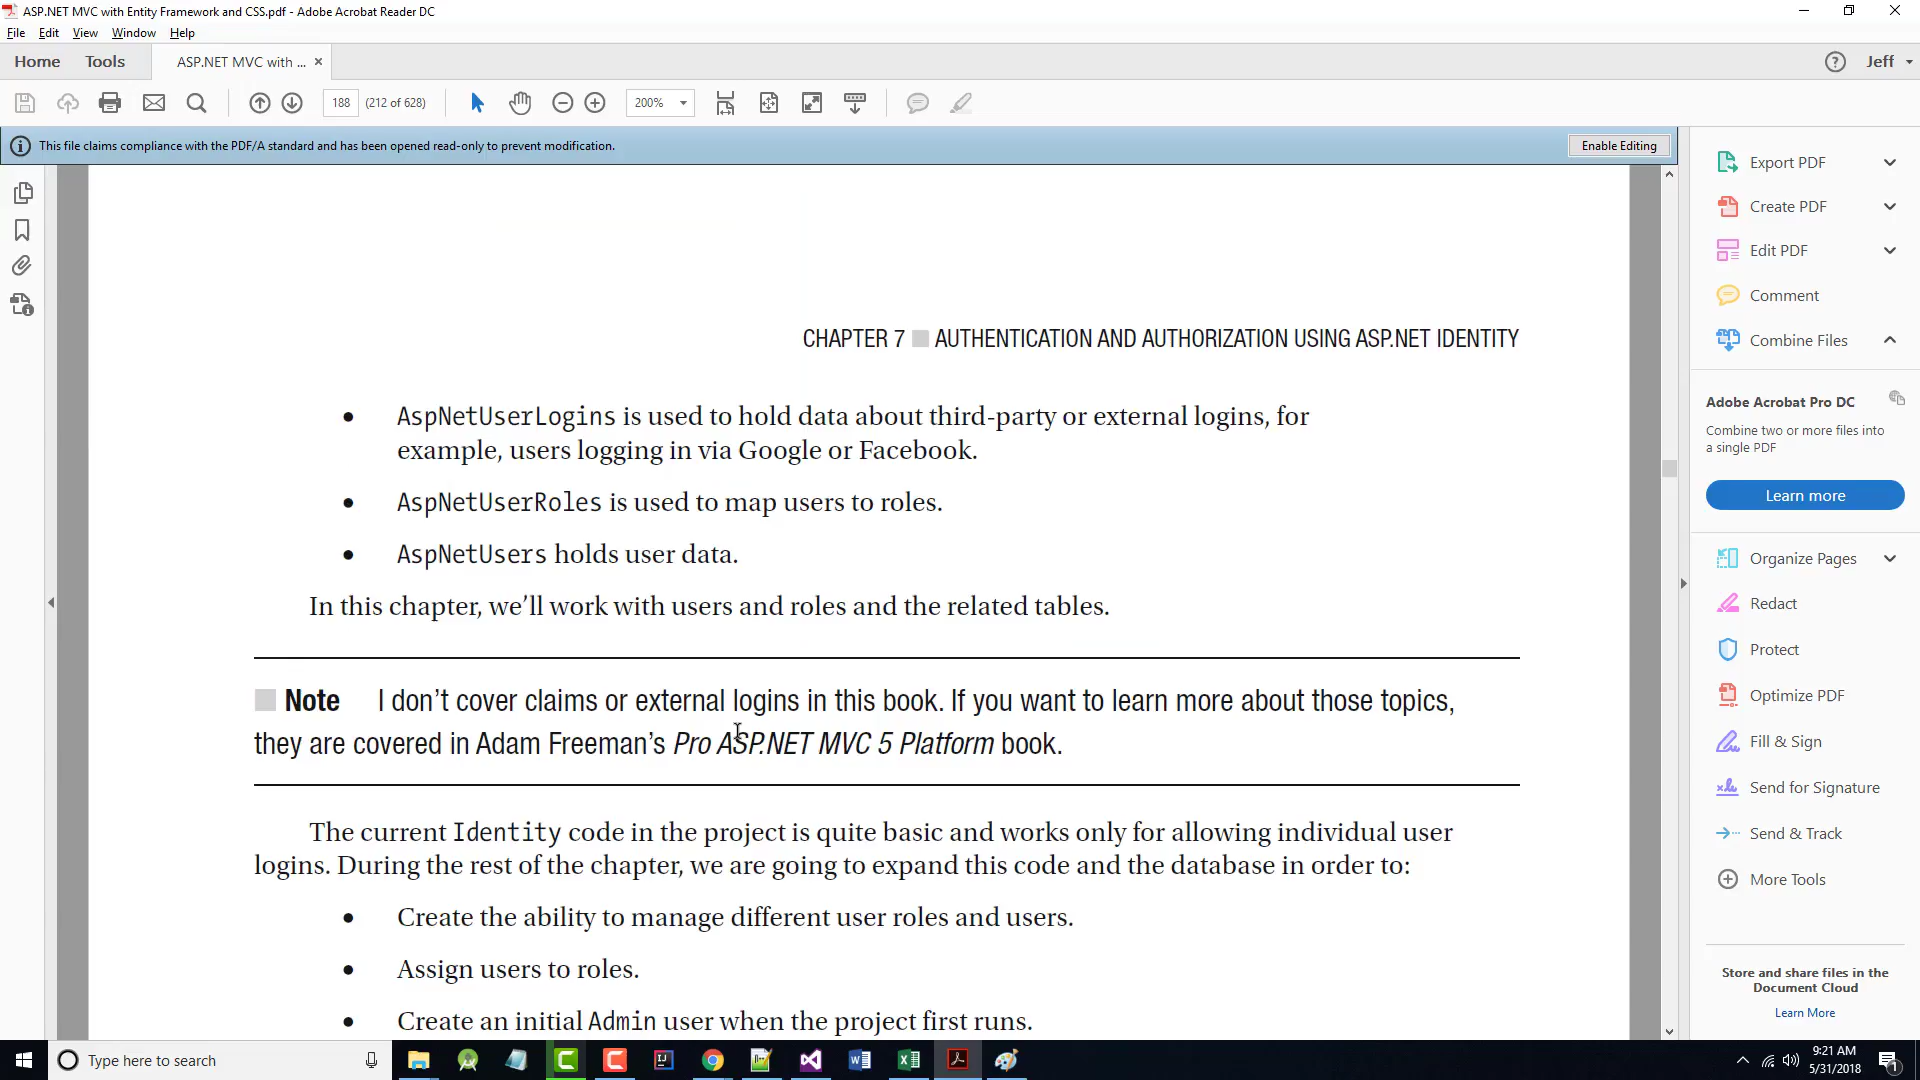 ASP.NET MVC with Entity Framework and CSS.pdf - Adobe Acrobat Reader DC
File Edit View Window Help
Home Tools ASP.NET MVC with ... × Jeff
188 (212 of 628) 200%
This file claims compliance with the PDF/A standard and has been opened read-only to prevent modification. Enable Editing
CHAPTER 7 AUTHENTICATION AND AUTHORIZATION USING ASP.NET IDENTITY
• AspNetUserLogins is used to hold data about third-party or external logins, for
example, users logging in via Google or Facebook.
• AspNetUserRoles is used to map users to roles.
• AspNetUsers holds user data.
In this chapter, we’ll work with users and roles and the related tables.
Note I don’t cover claims or external logins in this book. If you want to learn more about those topics,
they are covered in Adam Freeman’s Pro ASP.NET MVC 5 Platform book.
The current Identity code in the project is quite basic and works only for allowing individual user
logins. During the rest of the chapter, we are going to expand this code and the database in order to:
• Create the ability to manage different user roles and users.
• Assign users to roles.
• Create an initial Admin user when the project first runs.
Export PDF
Create PDF
Edit PDF
Comment
Combine Files
Adobe Acrobat Pro DC
Combine two or more files into
a single PDF
Learn more
Organize Pages
Redact
Protect
Optimize PDF
Fill & Sign
Send for Signature
Send & Track
More Tools
Store and share files in the
Document Cloud
Learn More
Type here to search
9:21 AM
5/31/2018
1